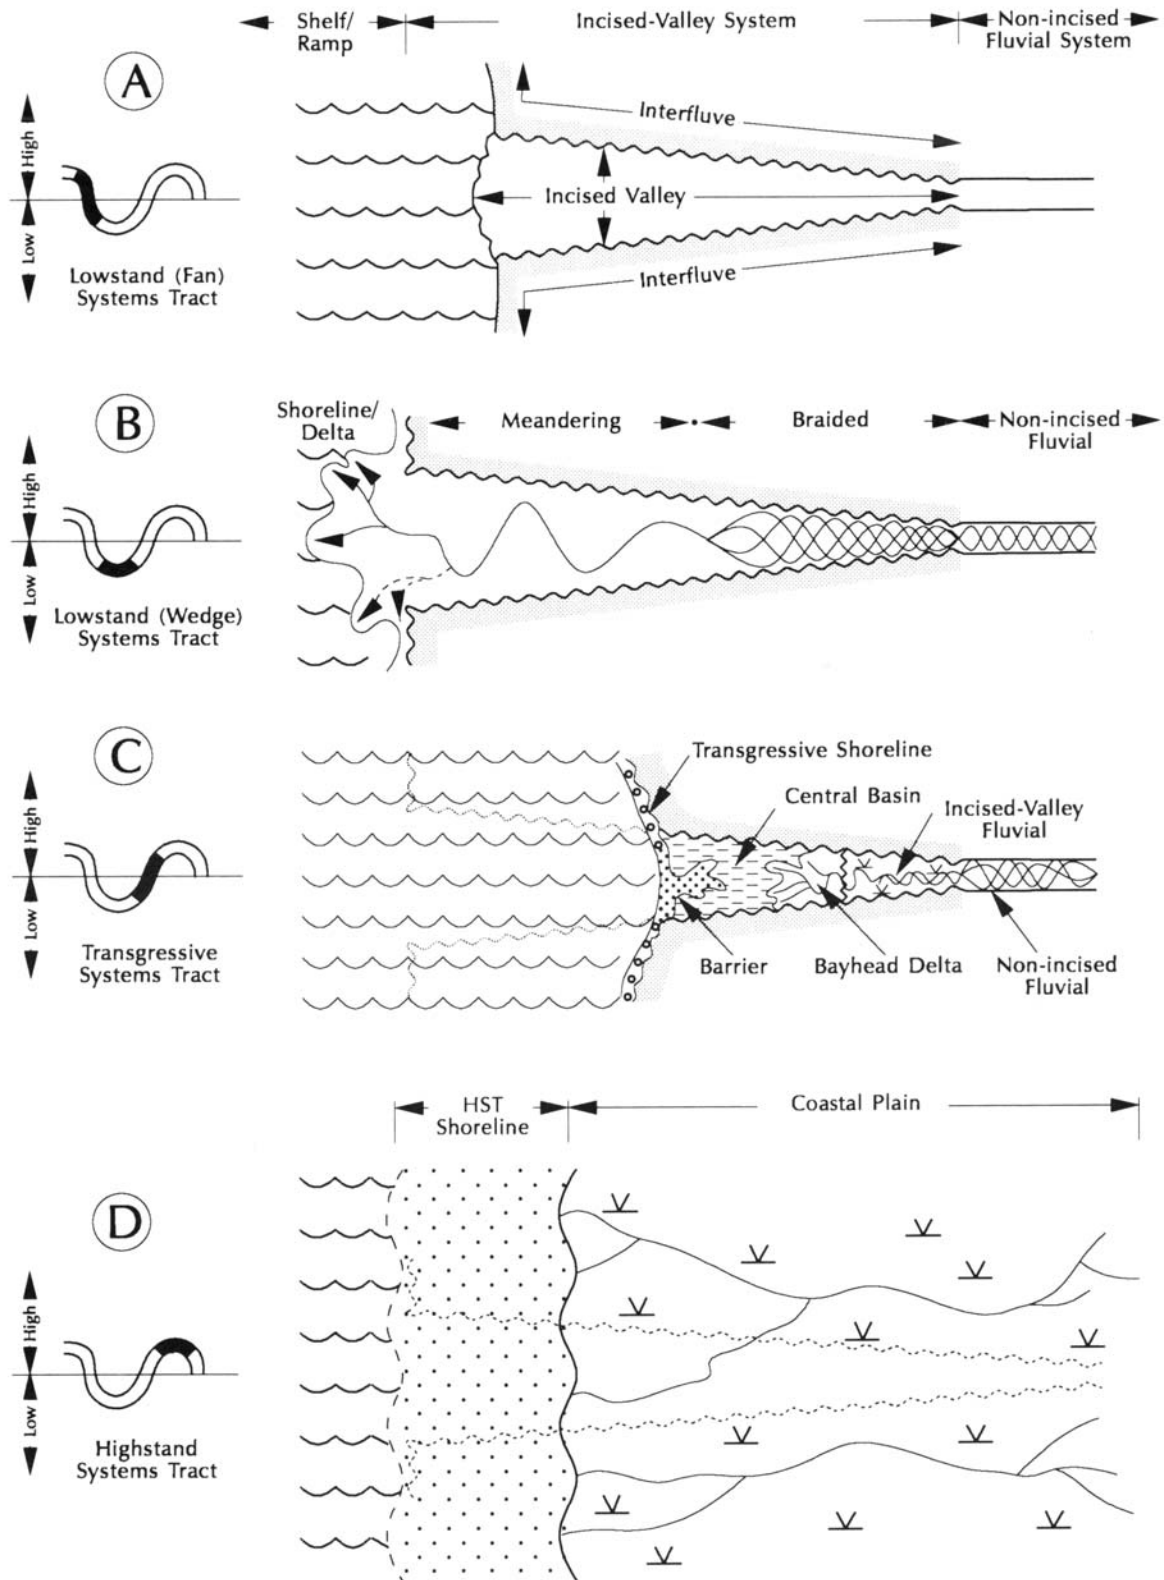 Shelf/
Ramp
Incised-Valley System
Non-incised
Fluvial System
A
High
Low
Lowstand (Fan)
Systems Tract
Interfluve
Incised Valley
Interfluve
B
High
Low
Lowstand (Wedge)
Systems Tract
Shoreline/
Delta
Meandering
Braided
Non-incised
Fluvial
C
High
Low
Transgressive
Systems Tract
Transgressive Shoreline
Central Basin
Incised-Valley
Fluvial
Barrier
Bayhead Delta
Non-incised
Fluvial
HST
Shoreline
Coastal Plain
D
High
Low
Highstand
Systems Tract